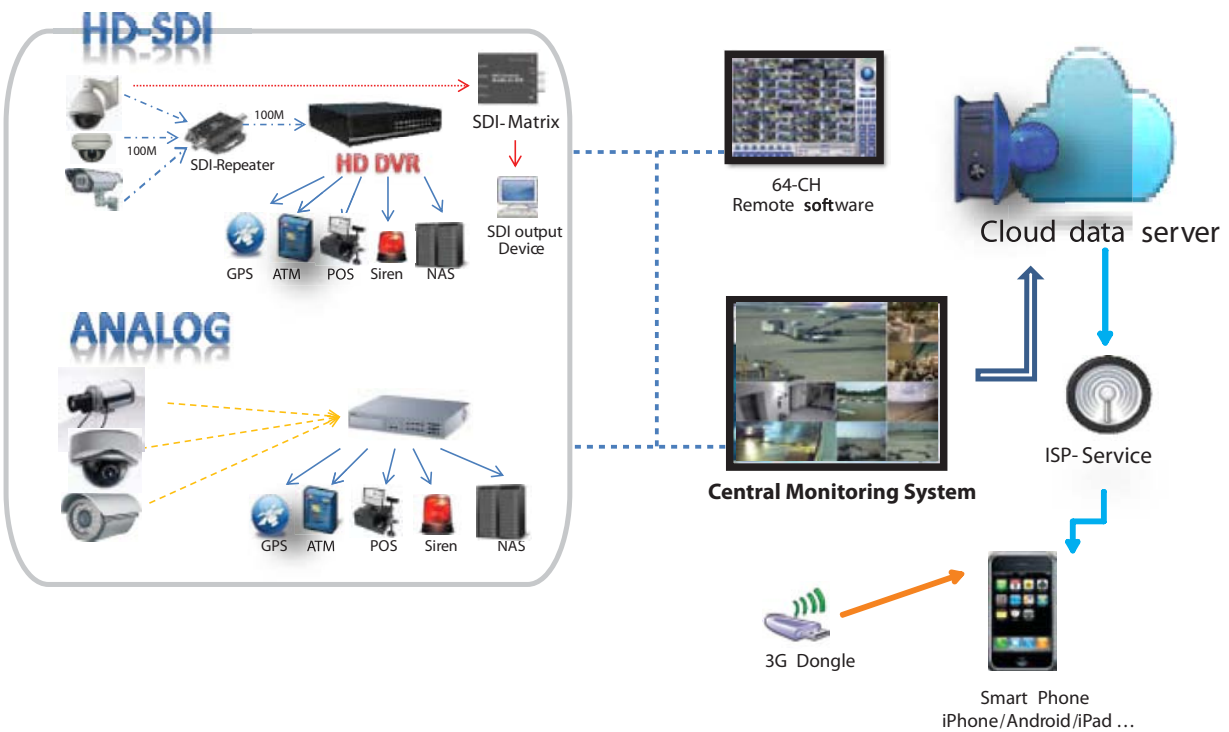 HD-SDI
100M
100M
SDI-Repeater
HD DVR
SDI-Matrix
SDI output
Device
GPS
ATM
POS
Siren
NAS
ANALOG
GPS
ATM
POS
Siren
NAS
64-CH
Remote software
Central Monitoring System
Cloud data server
ISP-Service
3G Dongle
Smart Phone
iPhone/Android/iPad ...